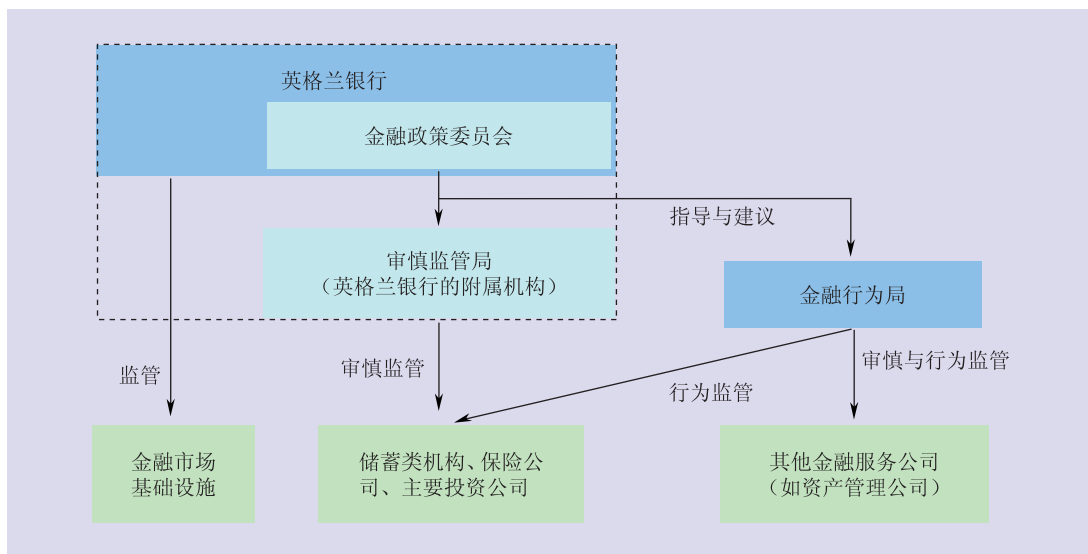 英格兰银行
金融政策委员会
指导与建议
审慎监管局
（英格兰银行的附属机构）
金融行为局
监管
审慎监管
行为监管
审慎与行为监管
金融市场
基础设施
储蓄类机构、保险公
司、主要投资公司
其他金融服务公司
（如资产管理公司）